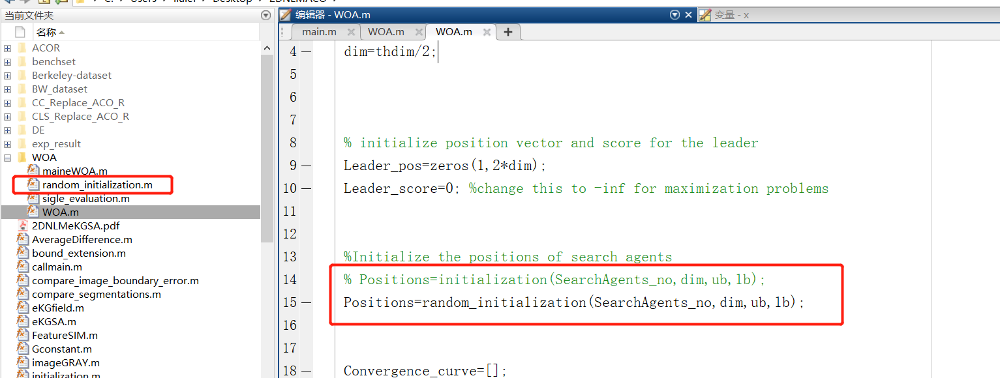 当前文件夹
名称
ACOR
benchset
Berkeley-dataset
BW_dataset
CC_Replace_ACO_R
CLS_Replace_ACO_R
DE
exp_result
WOA
maineWOA.m
random_initialization.m
sigle_evaluation.m
WOA.m
2DNLMeKGSA.pdf
AverageDifference.m
bound_extension.m
callmain.m
compare_image_boundary_error.m
compare_segmentations.m
eKGfield.m
eKGSA.m
FeatureSIM.m
Gconstant.m
imageGRAY.m
initialization.m
编辑器 - WOA.m
变量 - x
main.m WOA.m WOA.m
4 dim=thdim/2;
5
6
7
8 % initialize position vector and score for the leader
9 Leader_pos=zeros(1,2*dim);
10 Leader_score=0; %change this to -inf for maximization problems
11
12
13 %Initialize the positions of search agents
14 % Positions=initialization(SearchAgents_no,dim,ub,lb);
15 Positions=random_initialization(SearchAgents_no,dim,ub,lb);
16
17
18 Convergence_curve=[];